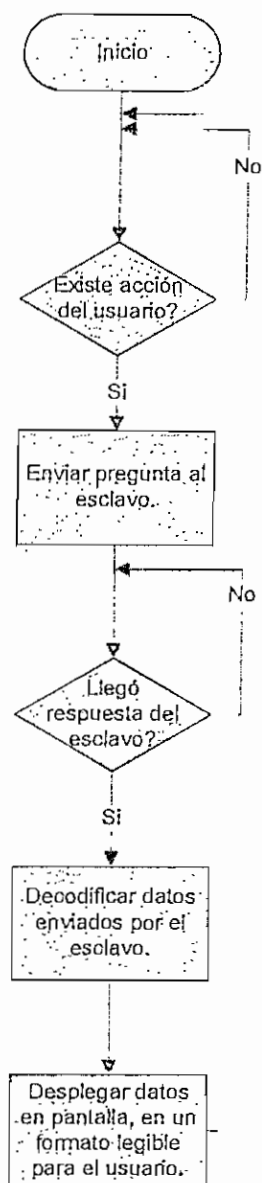 Inicio
No
Existe acción
del usuario?
Si
Enviar pregunta al
esclavo.
No
Llegó
respuesta del
esclavo?
Si
Decodificar datos
enviados por el
esclavo.
Desplegar datos
en pantalla, en un
formato legible
para el usuario.